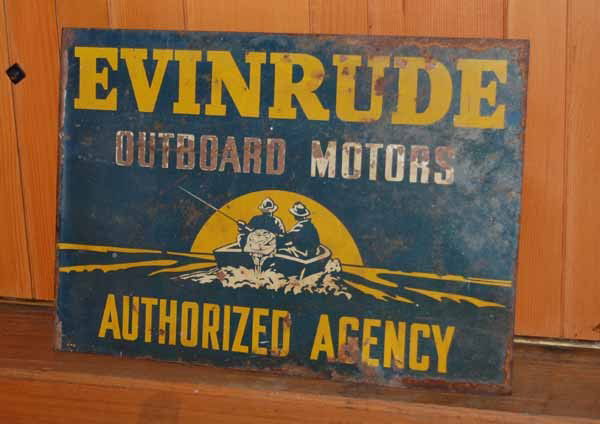 EVINRUDE
OUTBOARD MOTORS
AUTHORIZED AGENCY